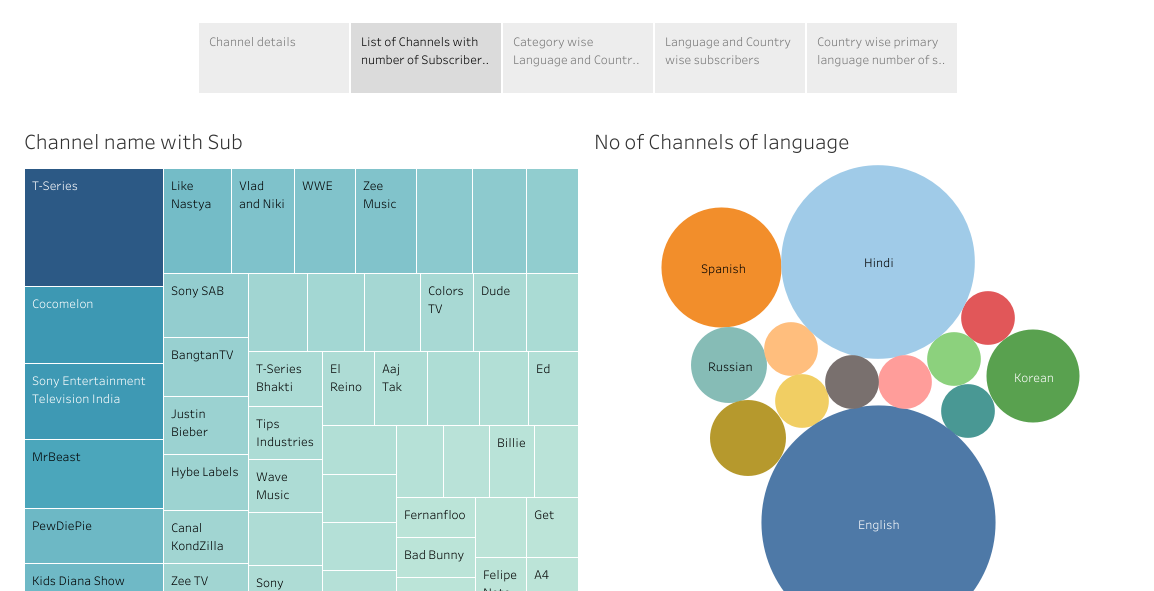 Channel details
List of Channels with
number of Subscriber..
Category wise
Language and Countr..
Language and Country
wise subscribers
Country wise primary
language number of s..
Channel name with Sub
No of Channels of language
T-Series
Cocomelon
Sony Entertainment
Television India
MrBeast
PewDiePie
Kids Diana Show
Like
Nastya
Vlad
and Niki
WWE
Zee
Music
Sony SAB
BangtanTV
Justin
Bieber
Hybe Labels
Canal
KondZilla
Zee TV
Colors
TV
Dude
T-Series
Bhakti
El
Reino
Aaj
Tak
Ed
Tips
Industries
Wave
Music
Sony
Billie
Fernanfloo
Get
Bad Bunny
Felipe
A4
Hindi
Spanish
Russian
Korean
English